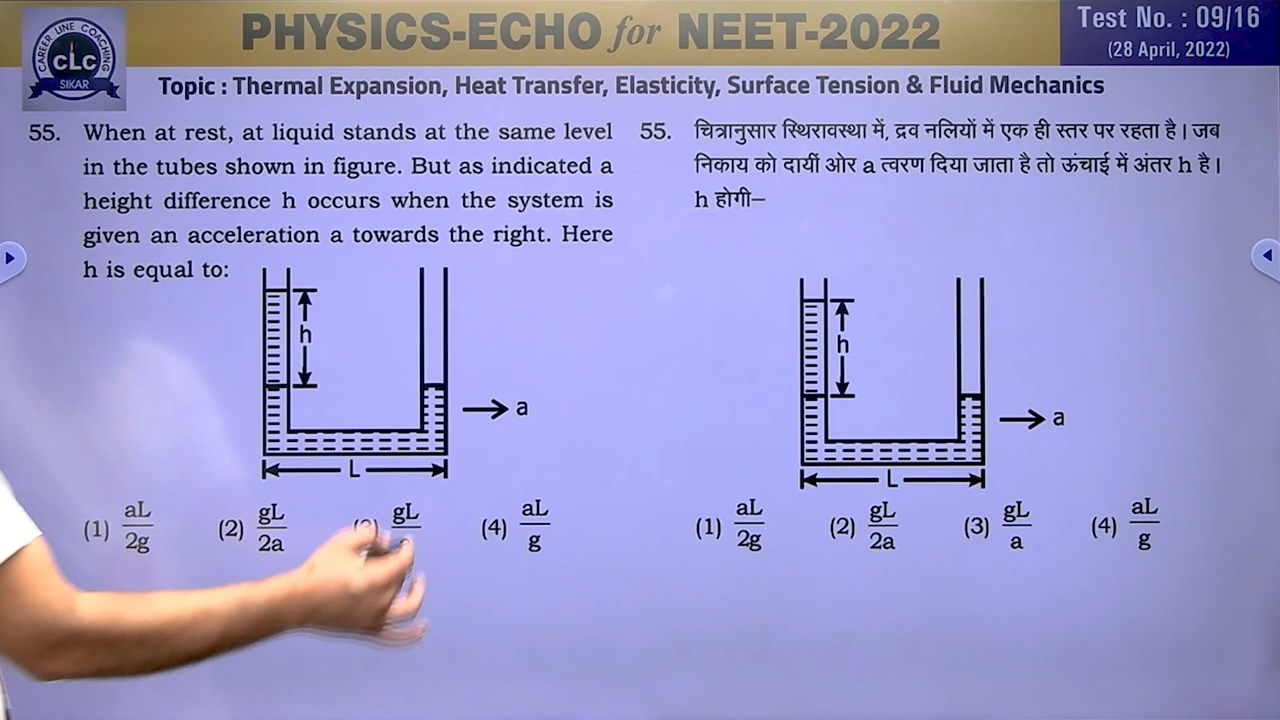 PHYSICS-ECHO for NEET-2022
Test No. : 09/16
(28 April, 2022)
CAREER LINE COACHING
CLC
SIKAR
Topic : Thermal Expansion, Heat Transfer, Elasticity, Surface Tension & Fluid Mechanics
55. When at rest, at liquid stands at the same level
in the tubes shown in figure. But as indicated a
height difference h occurs when the system is
given an acceleration a towards the right. Here
h is equal to:
h
a
L
(1) aL/2g (2) gL/2a gL (4) aL/g
55. चित्रानुसार स्थिरावस्था में, द्रव नलियों में एक ही स्तर पर रहता है। जब
निकाय को दायीं ओर a त्वरण दिया जाता है तो ऊंचाई में अंतर h है।
h होगी–
h
a
L
(1) aL/2g (2) gL/2a (3) gL/a (4) aL/g